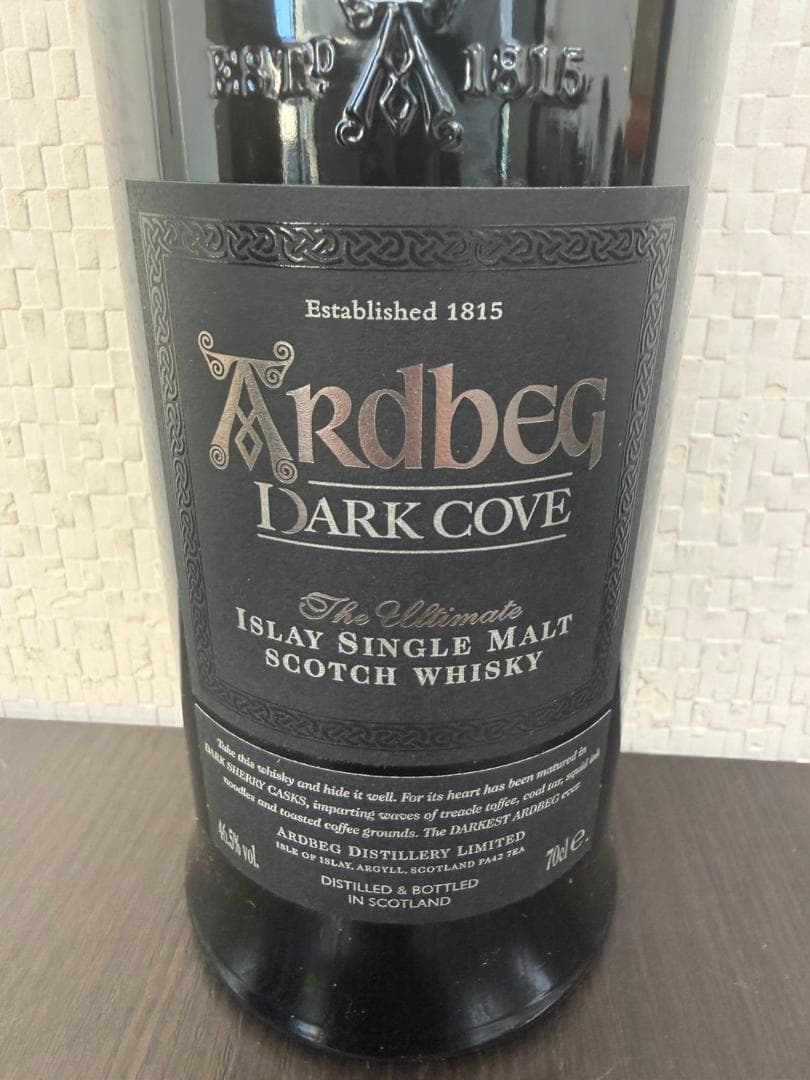 ESTD 1815
Established 1815
ARDBEG
DARK COVE
The Ultimate
ISLAY SINGLE MALT
SCOTCH WHISKY
Take this whisky and hide it well. For its heart has been matured in
DARK SHERRY CASKS, imparting waves of treacle toffee, coal tar, squid ink
noodles and toasted coffee grounds. The DARKEST ARDBEG ever.
46.5% vol.
ARDBEG DISTILLERY LIMITED
ISLE OF ISLAY, ARGYLL, SCOTLAND PA42 7EA
70cl e
DISTILLED & BOTTLED
IN SCOTLAND